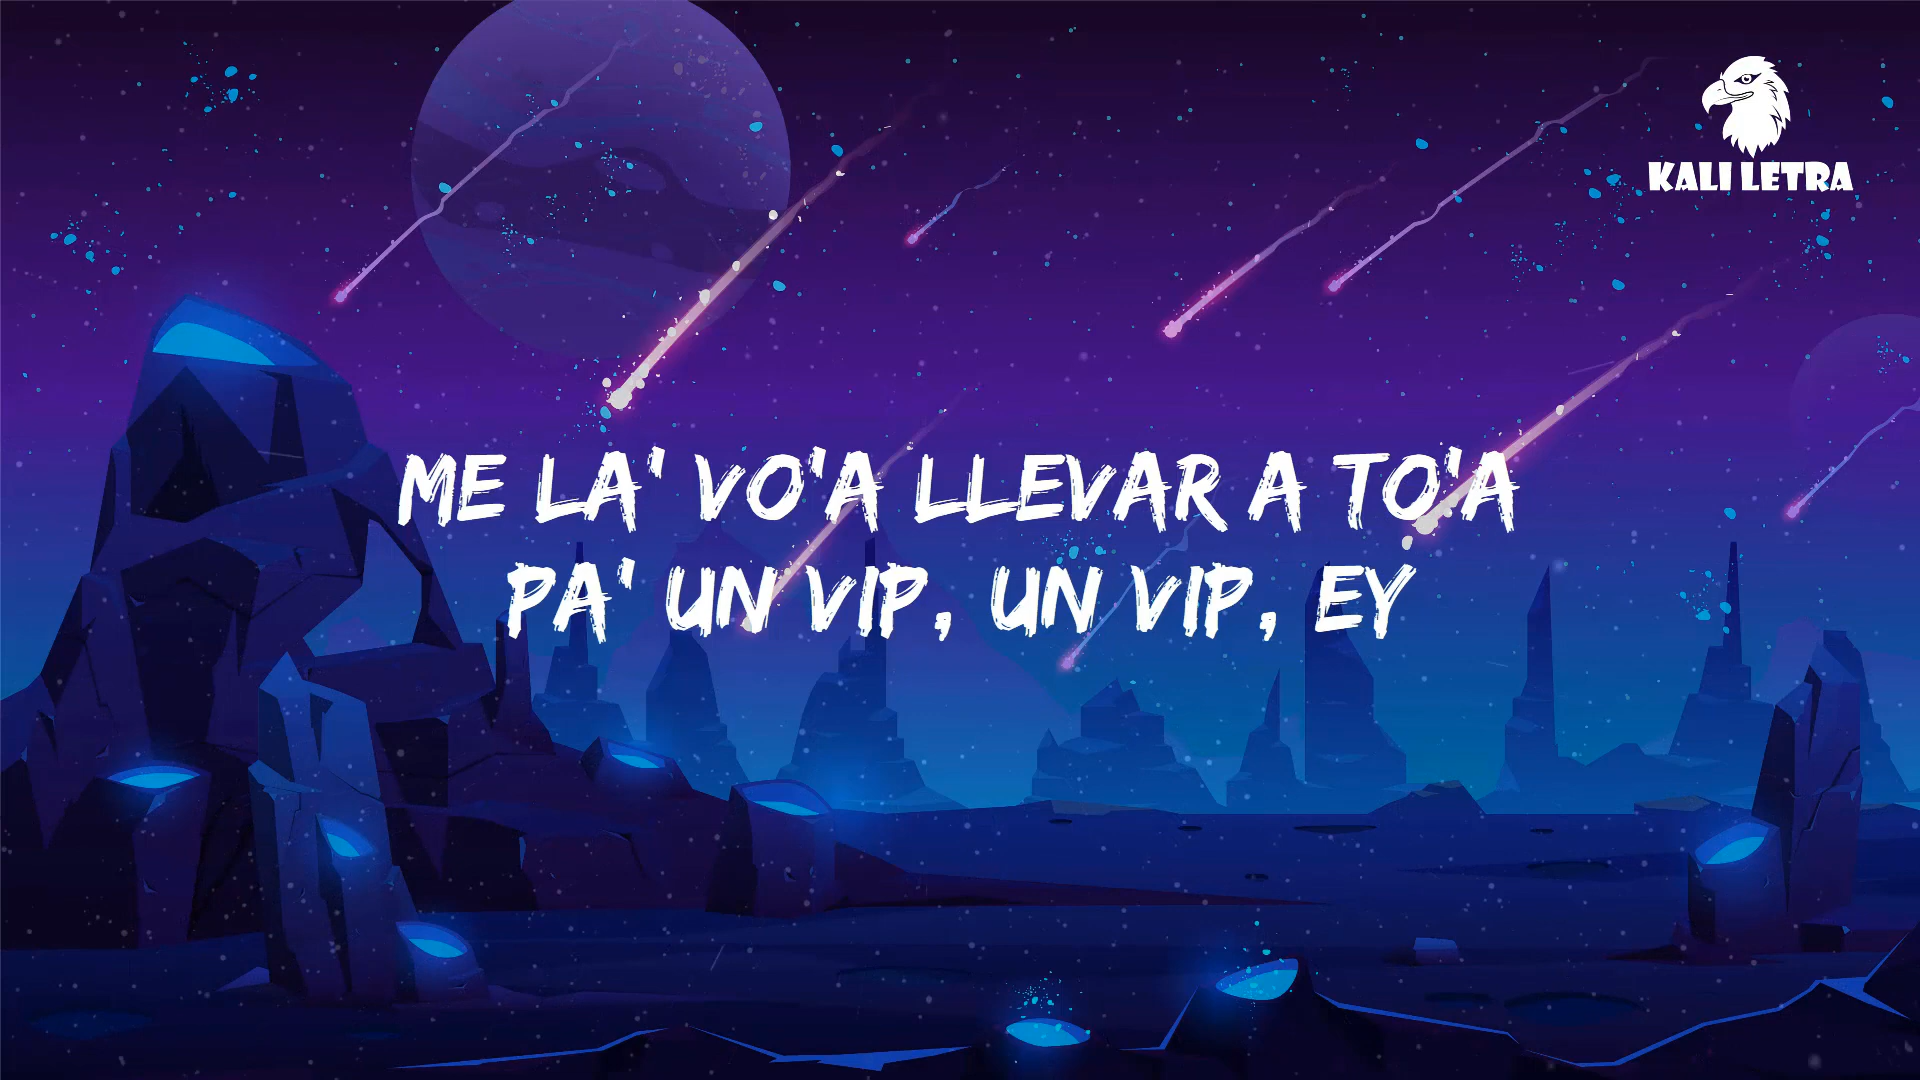 KALI LETRA
ME LA' VO'A LLEVAR A TO'A
PA' UN VIP, UN VIP, EY